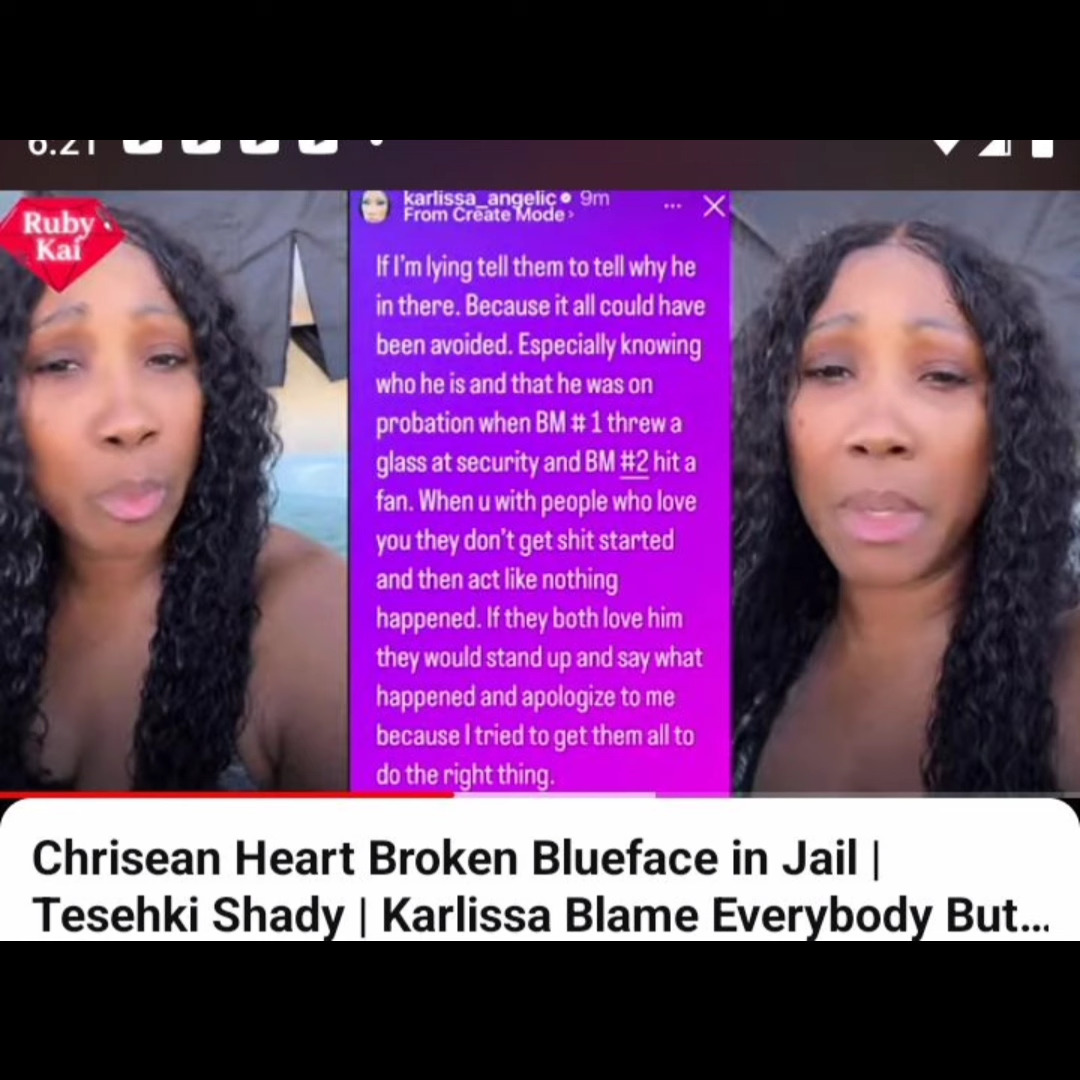 6:21
Ruby
Kai
karlissa_angelic 9m
From Create Mode >
If I'm lying tell them to tell why he
in there. Because it all could have
been avoided. Especially knowing
who he is and that he was on
probation when BM # 1 threw a
glass at security and BM #2 hit a
fan. When u with people who love
you they don't get shit started
and then act like nothing
happened. If they both love him
they would stand up and say what
happened and apologize to me
because I tried to get them all to
do the right thing.
Chrisean Heart Broken Blueface in Jail |
Tesehki Shady | Karlissa Blame Everybody But...